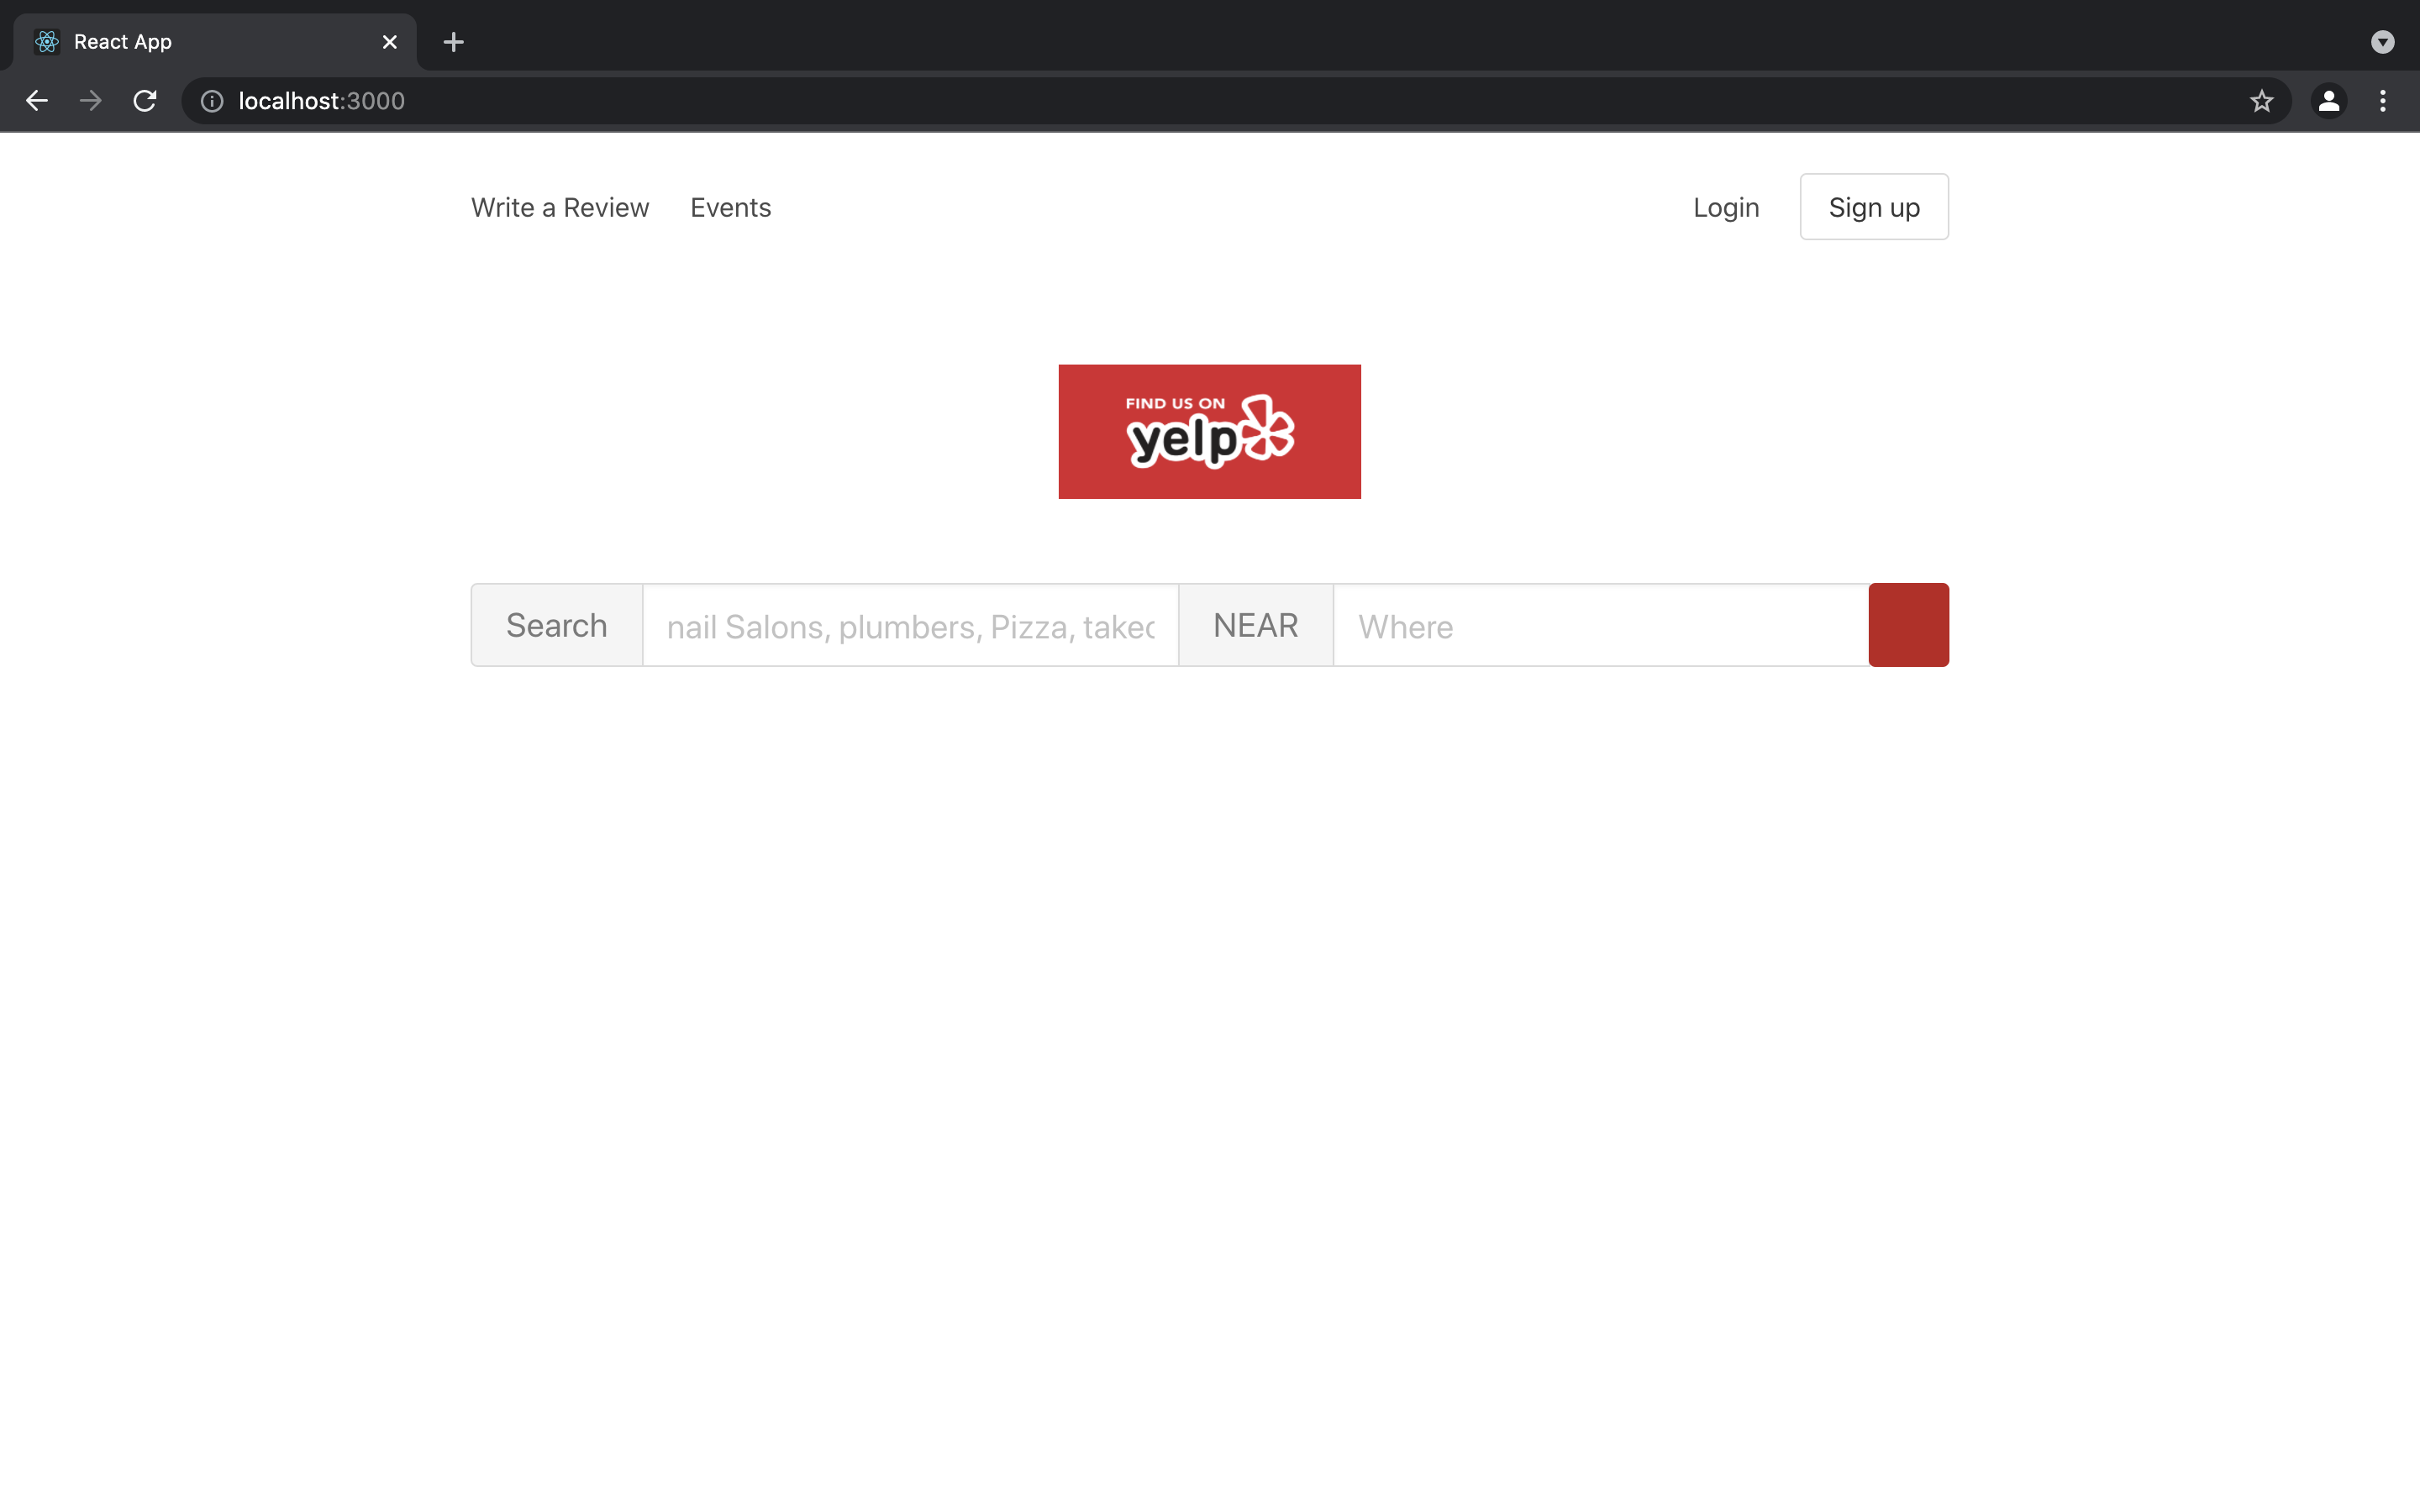 React App
localhost:3000
Write a Review Events Login Sign up
FIND US ON
yelp
Search nail Salons, plumbers, Pizza, takec NEAR Where